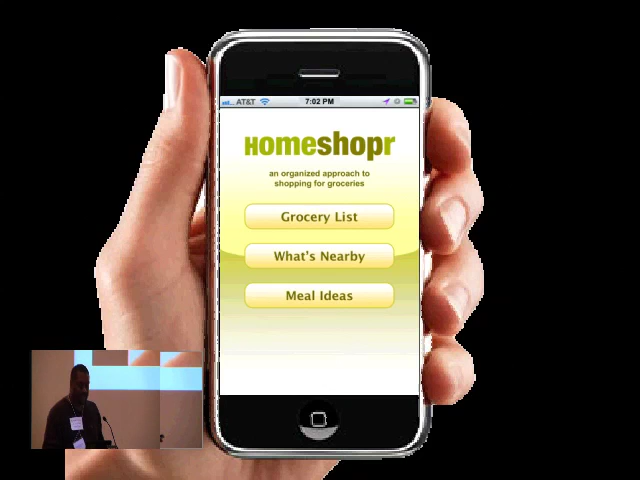 AT&T 7:02 PM
Homeshopr
an organized approach to
shopping for groceries
Grocery List
What's Nearby
Meal Ideas